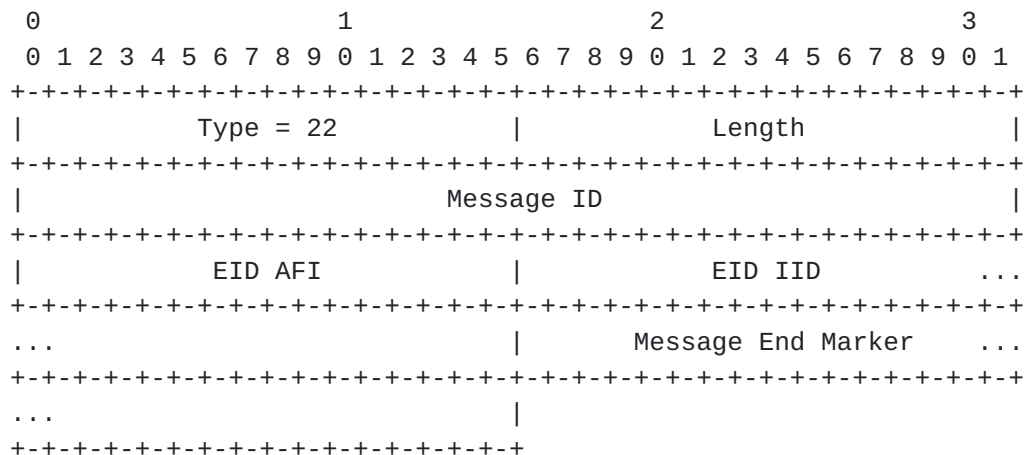 0                   1                   2                   3
 0 1 2 3 4 5 6 7 8 9 0 1 2 3 4 5 6 7 8 9 0 1 2 3 4 5 6 7 8 9 0 1
+-+-+-+-+-+-+-+-+-+-+-+-+-+-+-+-+-+-+-+-+-+-+-+-+-+-+-+-+-+-+-+-+
|           Type = 22           |            Length             |
+-+-+-+-+-+-+-+-+-+-+-+-+-+-+-+-+-+-+-+-+-+-+-+-+-+-+-+-+-+-+-+-+
|                           Message ID                          |
+-+-+-+-+-+-+-+-+-+-+-+-+-+-+-+-+-+-+-+-+-+-+-+-+-+-+-+-+-+-+-+-+
|            EID AFI            |            EID IID          ...
+-+-+-+-+-+-+-+-+-+-+-+-+-+-+-+-+-+-+-+-+-+-+-+-+-+-+-+-+-+-+-+-+
...                             |       Message End Marker    ...
+-+-+-+-+-+-+-+-+-+-+-+-+-+-+-+-+-+-+-+-+-+-+-+-+-+-+-+-+-+-+-+-+
...                             |
+-+-+-+-+-+-+-+-+-+-+-+-+-+-+-+-+